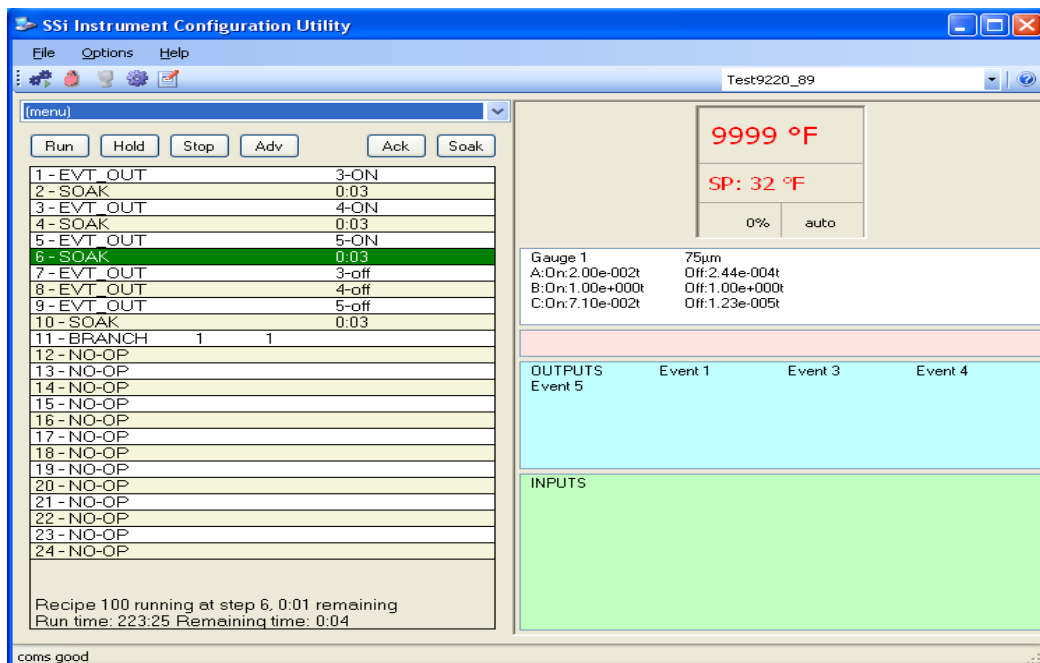 SSi Instrument Configuration Utility
File Options Help
Test9220_89
(menu)
Run Hold Stop Adv Ack Soak
1 - EVT_OUT 3-ON
2 - SOAK 0:03
3 - EVT_OUT 4-ON
4 - SOAK 0:03
5 - EVT_OUT 5-ON
6 - SOAK 0:03
7 - EVT_OUT 3-off
8 - EVT_OUT 4-off
9 - EVT_OUT 5-off
10 - SOAK 0:03
11 - BRANCH 1 1
12 - NO-OP
13 - NO-OP
14 - NO-OP
15 - NO-OP
16 - NO-OP
17 - NO-OP
18 - NO-OP
19 - NO-OP
20 - NO-OP
21 - NO-OP
22 - NO-OP
23 - NO-OP
24 - NO-OP
Recipe 100 running at step 6, 0:01 remaining
Run time: 223:25 Remaining time: 0:04
9999 °F
SP: 32 °F
0% auto
Gauge 1 75µm
A:On:2.00e-002t Off:2.44e-004t
B:On:1.00e+000t Off:1.00e+000t
C:On:7.10e-002t Off:1.23e-005t
OUTPUTS Event 1 Event 3 Event 4
Event 5
INPUTS
coms good